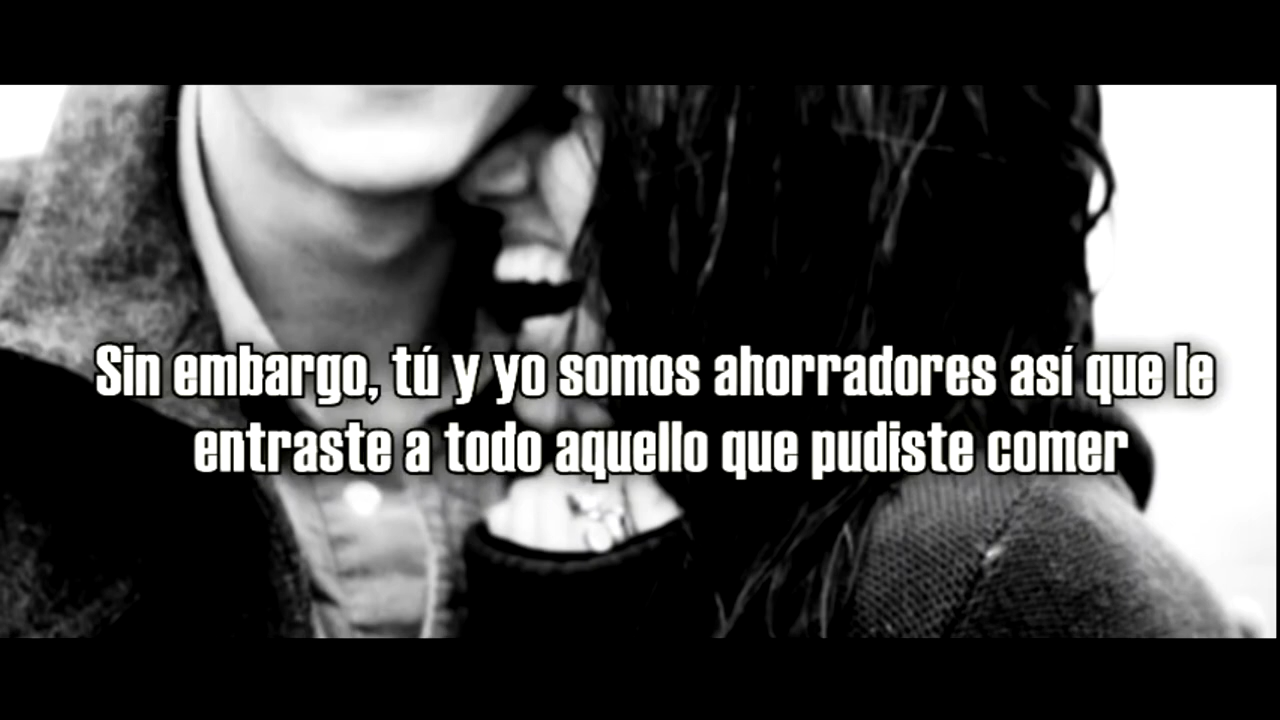 Sin embargo, tú y yo somos ahorradores así que le
entraste a todo aquello que pudiste comer